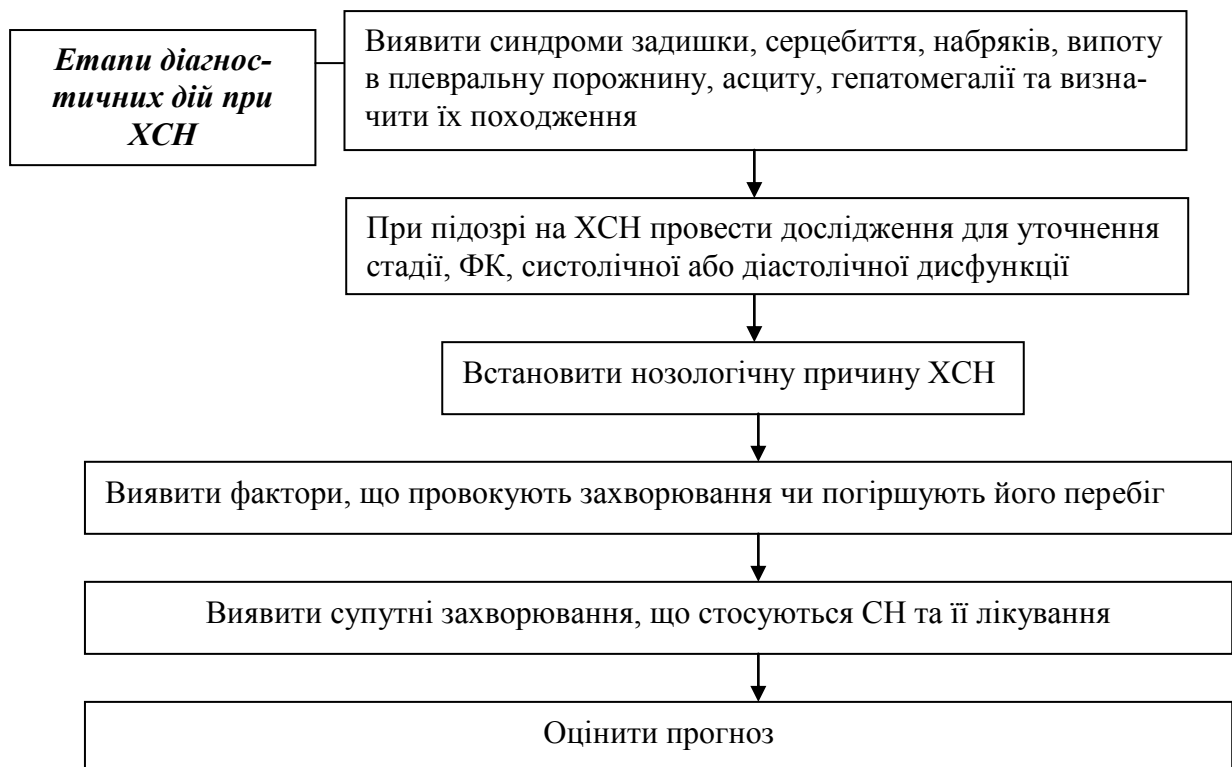 Етапи діагнос-
тичних дій при
ХСН
Виявити синдроми задишки, серцебиття, набряків, випоту
в плевральну порожнину, асциту, гепатомегалії та визна-
чити їх походження
При підозрі на ХСН провести дослідження для уточнення
стадії, ФК, систолічної або діастолічної дисфункції
Встановити нозологічну причину ХСН
Виявити фактори, що провокують захворювання чи погіршують його перебіг
Виявити супутні захворювання, що стосуються СН та її лікування
Оцінити прогноз